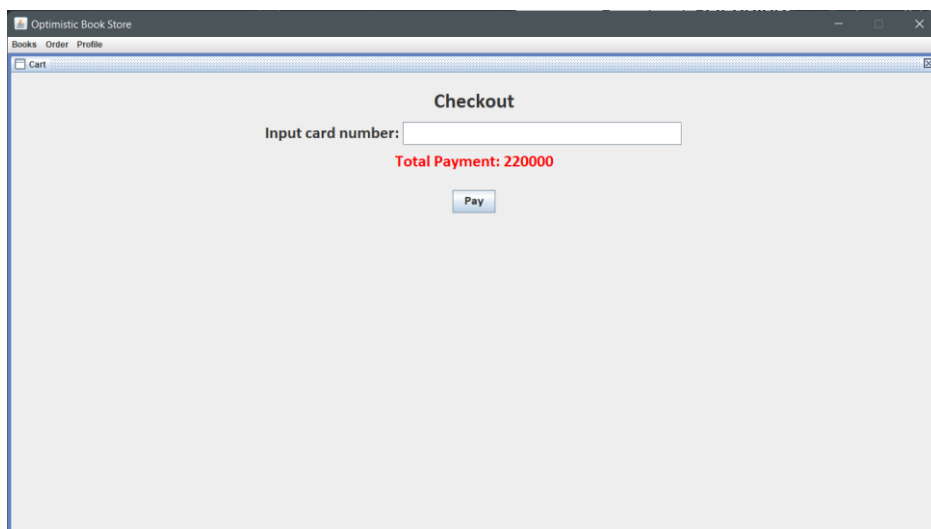 Optimistic Book Store
Books Order Profile
Cart
Checkout
Input card number:
Total Payment: 220000
Pay